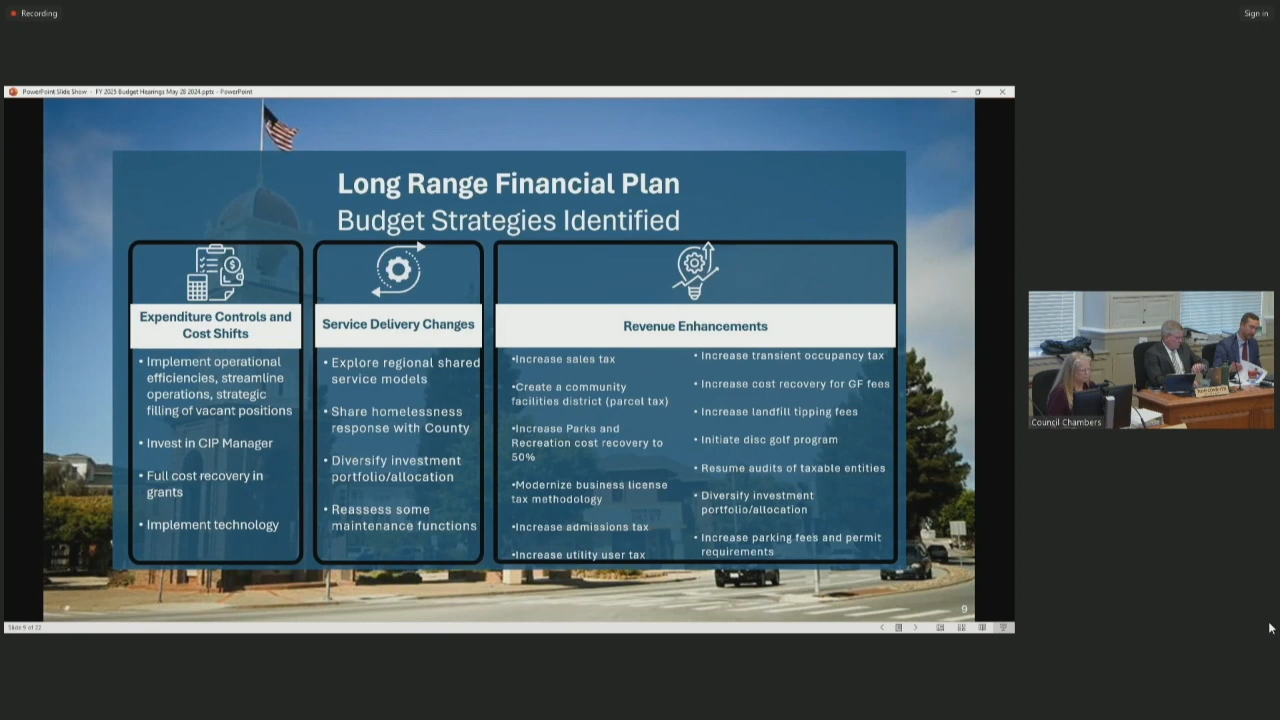 Recording
Sign in
PowerPoint Slide Show - FY 2025 Budget Hearings May 28 2024.pptx - PowerPoint
Long Range Financial Plan
Budget Strategies Identified
Expenditure Controls and
Cost Shifts
• Implement operational
efficiencies, streamline
operations, strategic
filling of vacant positions
• Invest in CIP Manager
• Full cost recovery in
grants
• Implement technology
Service Delivery Changes
• Explore regional shared
service models
• Share homelessness
response with County
• Diversify investment
portfolio/allocation
• Reassess some
maintenance functions
Revenue Enhancements
•Increase sales tax
•Create a community
facilities district (parcel tax)
•Increase Parks and
Recreation cost recovery to
50%
•Modernize business license
tax methodology
•Increase admissions tax
•Increase utility user tax
• Increase transient occupancy tax
• Increase cost recovery for GF fees
• Increase landfill tipping fees
• Initiate disc golf program
• Resume audits of taxable entities
• Diversify investment
portfolio/allocation
• Increase parking fees and permit
requirements
9
Slide 9 of 22
Council Chambers